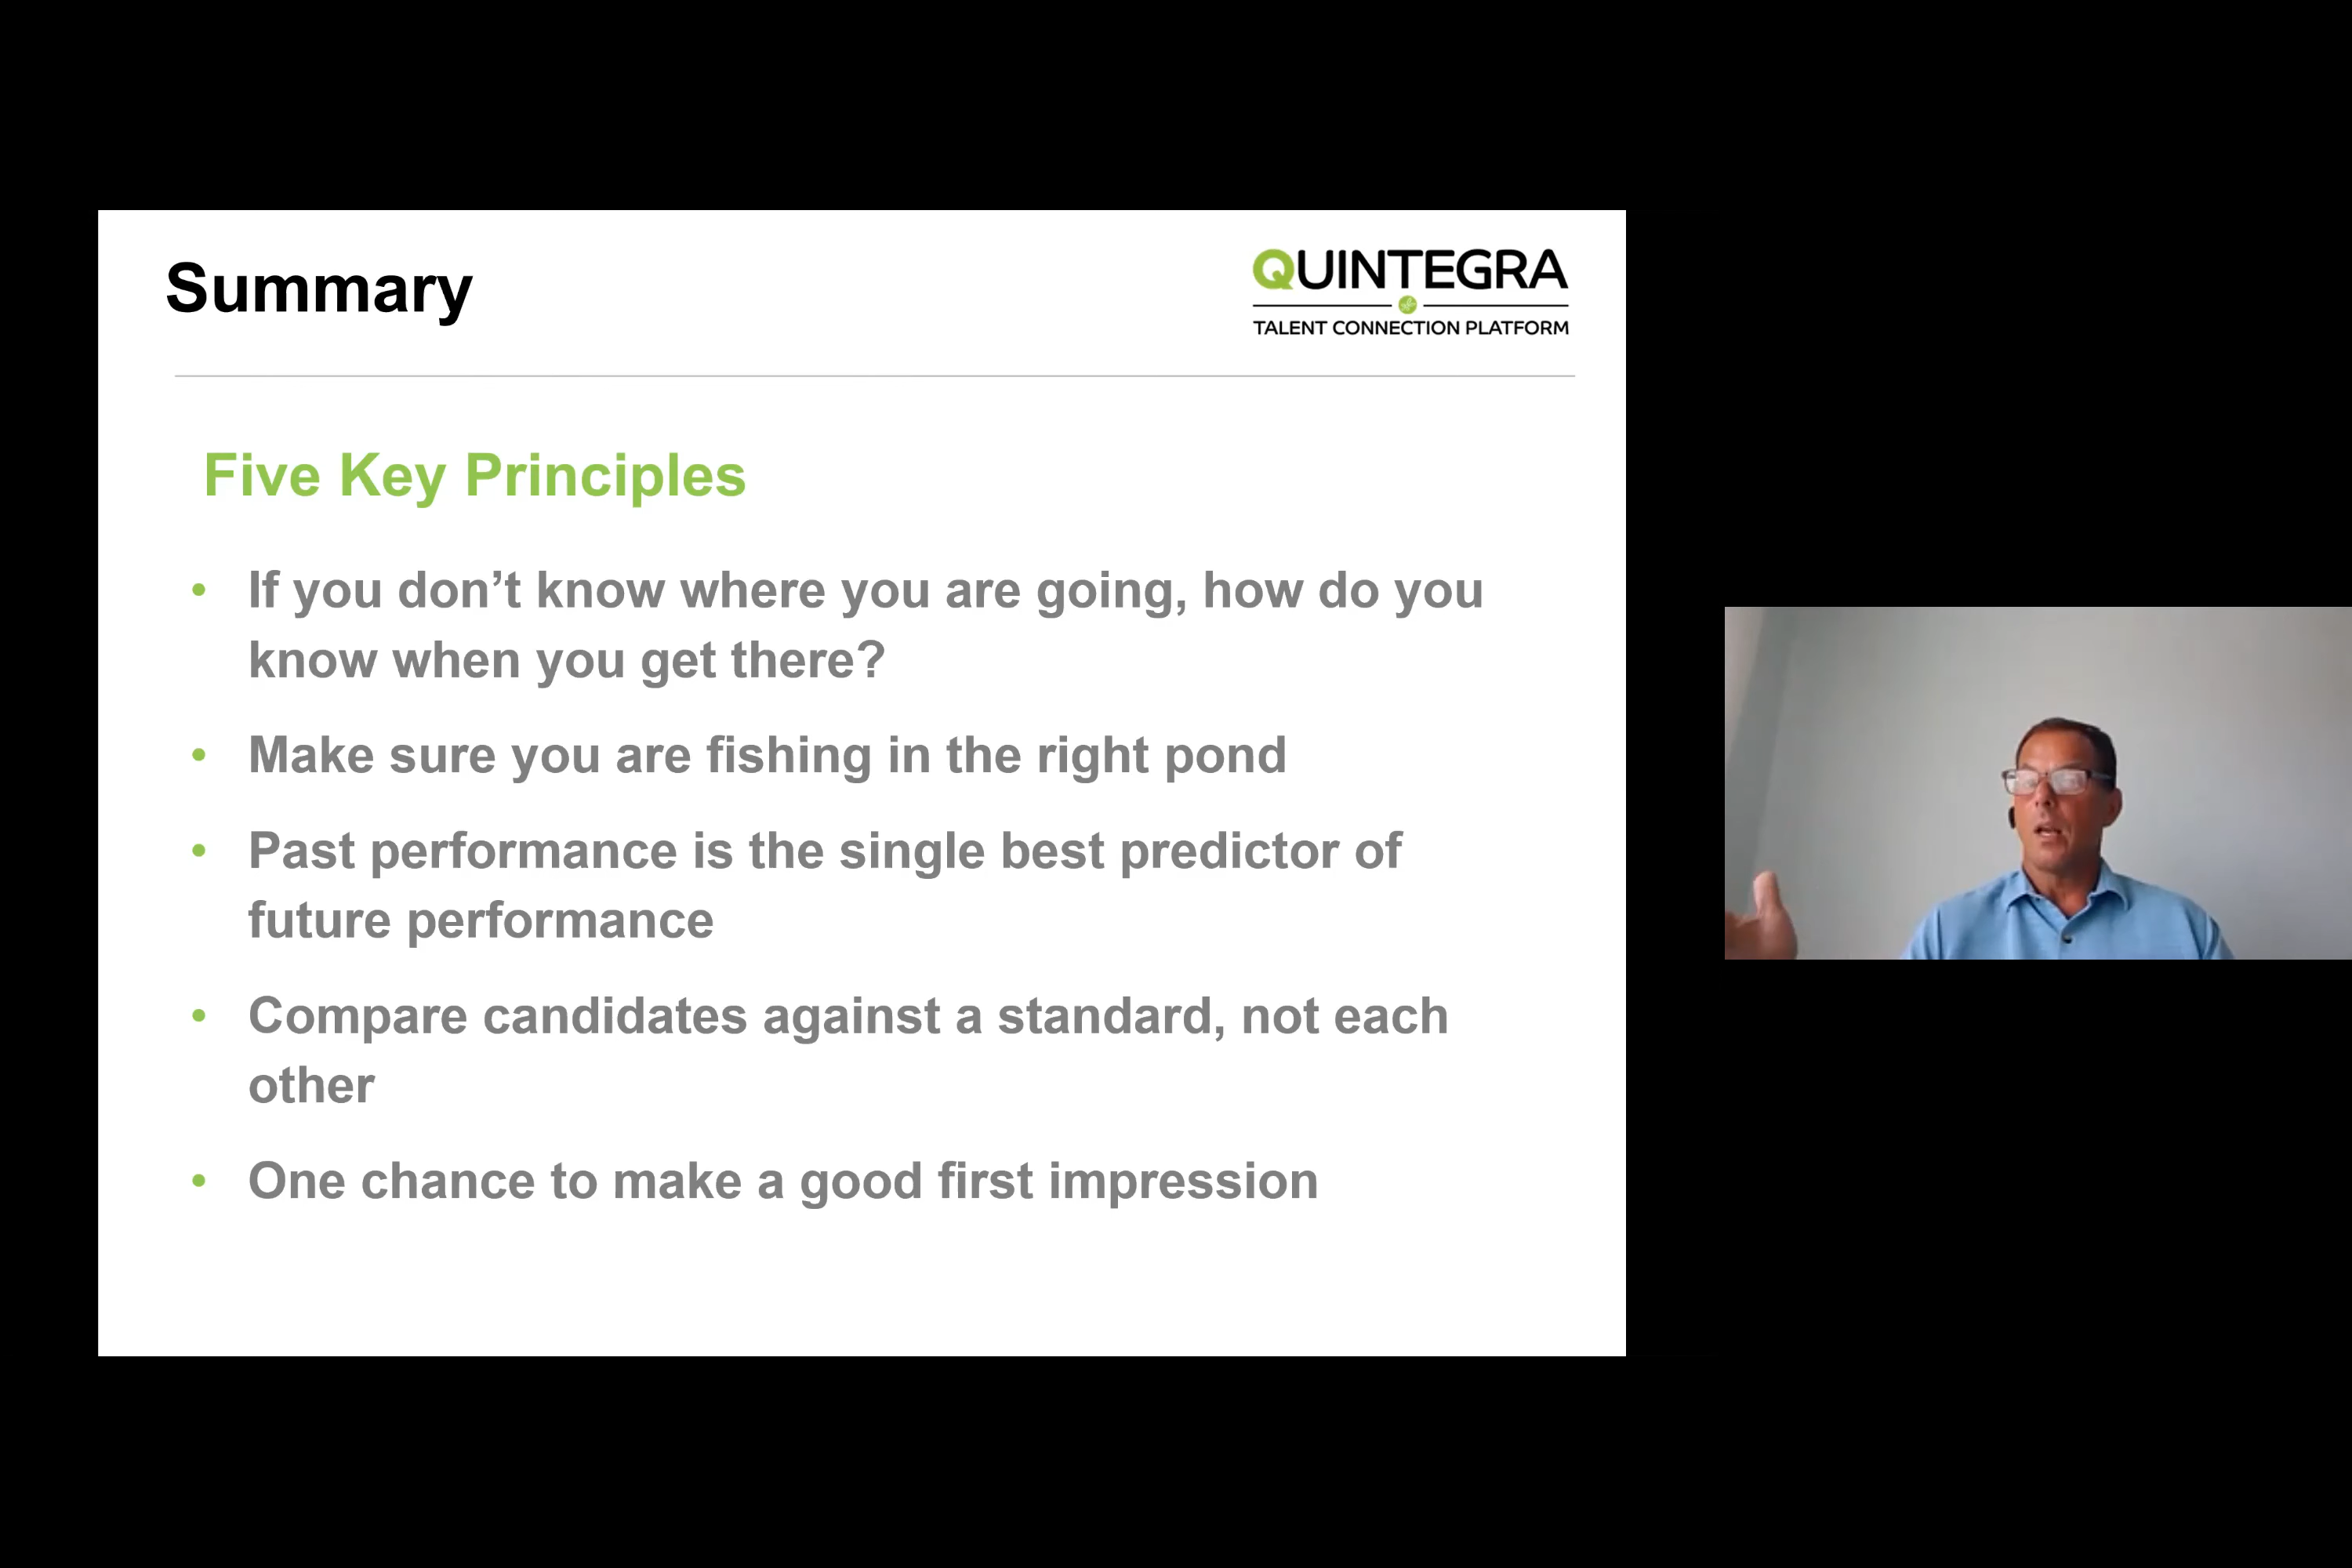 Summary
QUINTEGRA
TALENT CONNECTION PLATFORM
Five Key Principles
• If you don’t know where you are going, how do you
know when you get there?
• Make sure you are fishing in the right pond
• Past performance is the single best predictor of
future performance
• Compare candidates against a standard, not each
other
• One chance to make a good first impression